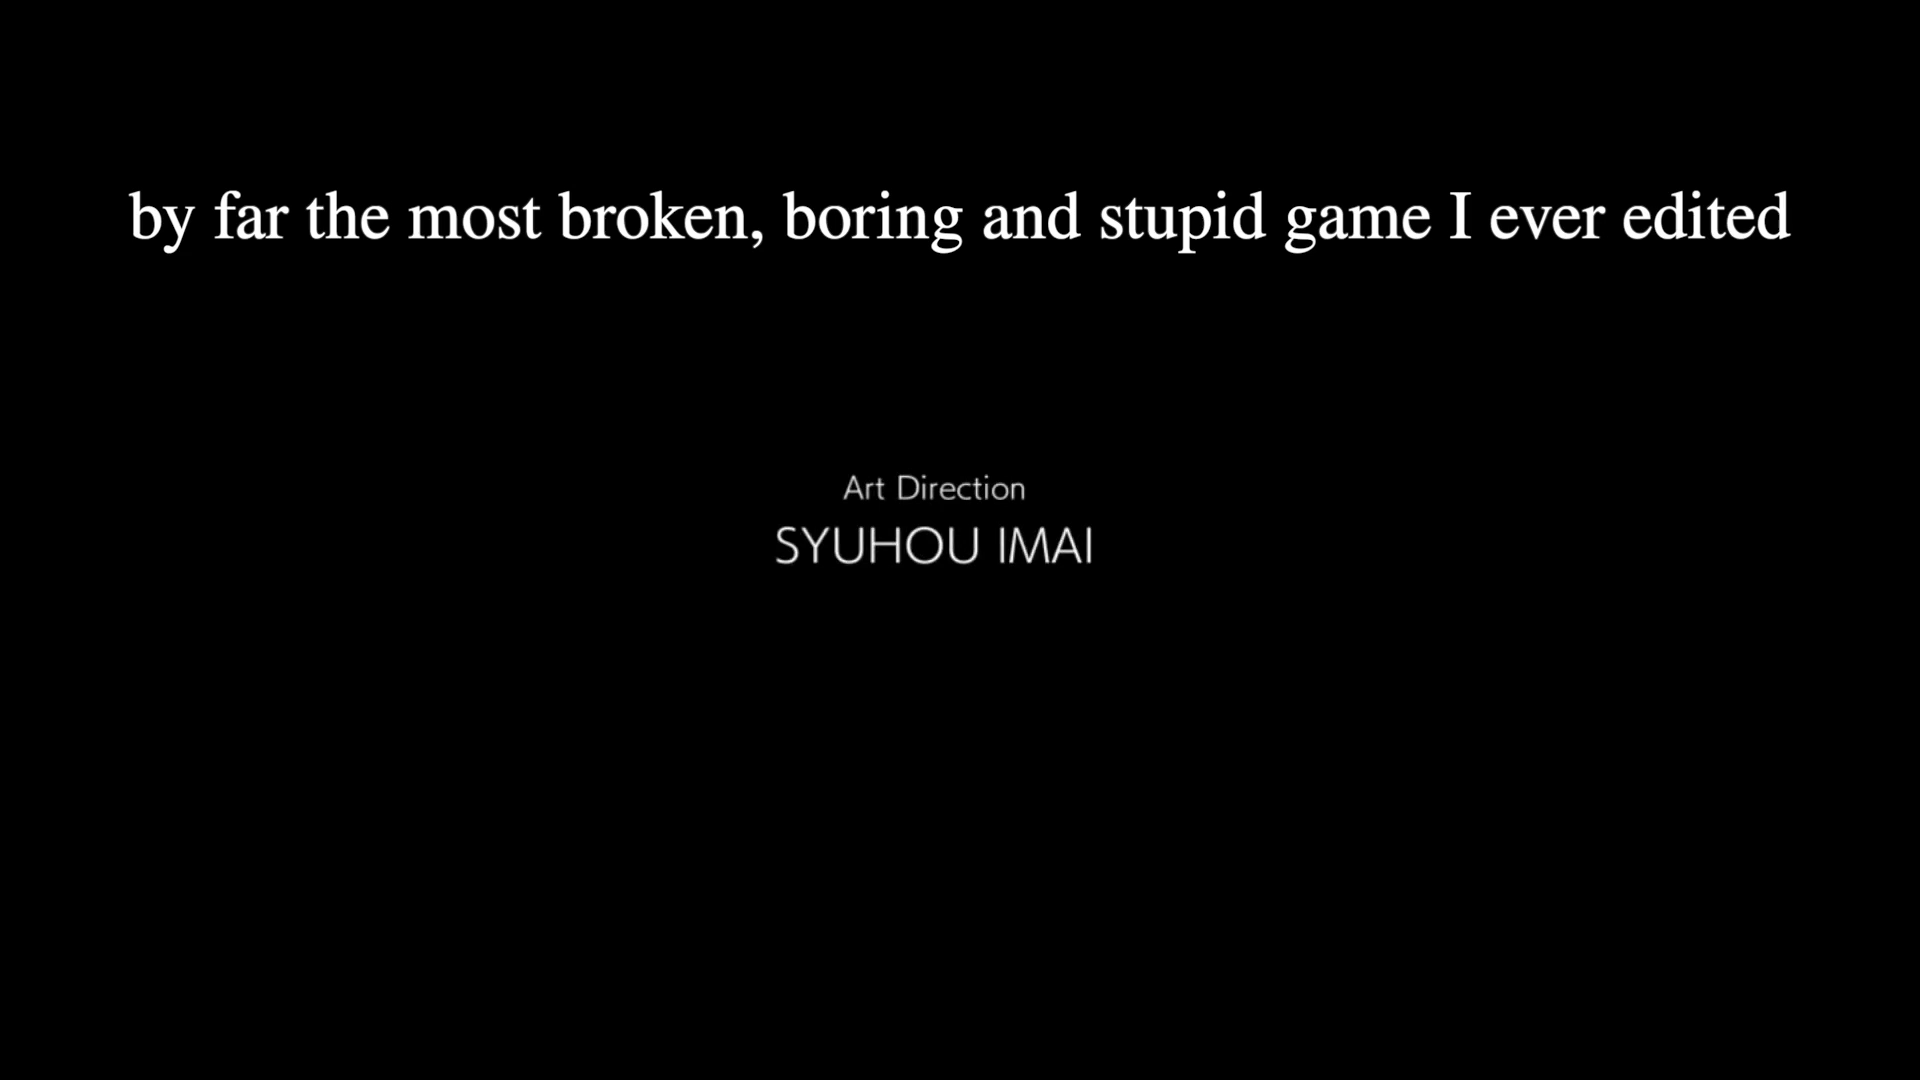 by far the most broken, boring and stupid game I ever edited
Art Direction
SYUHOU IMAI